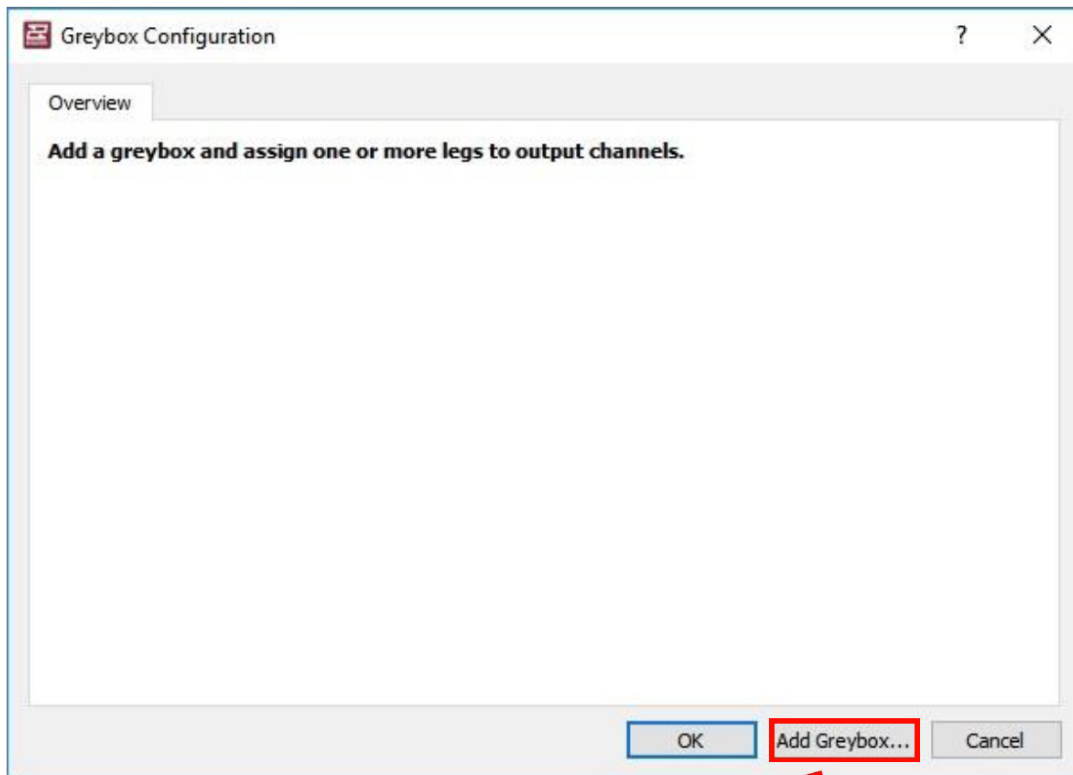 Greybox Configuration
?
Overview
Add a greybox and assign one or more legs to output channels.
OK
Add Greybox...
Cancel